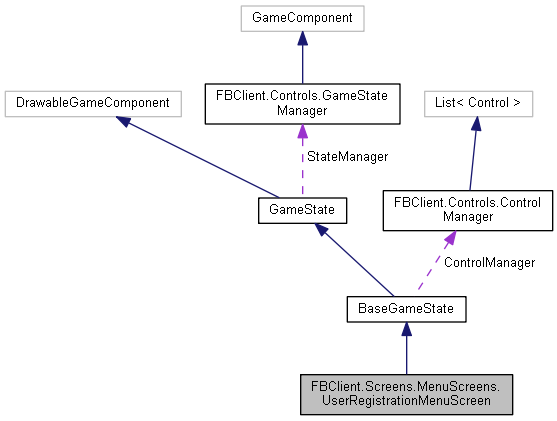 GameComponent
DrawableGameComponent
FBClient.Controls.GameState
Manager
List< Control >
StateManager
GameState
FBClient.Controls.Control
Manager
ControlManager
BaseGameState
FBClient.Screens.MenuScreens.
UserRegistrationMenuScreen